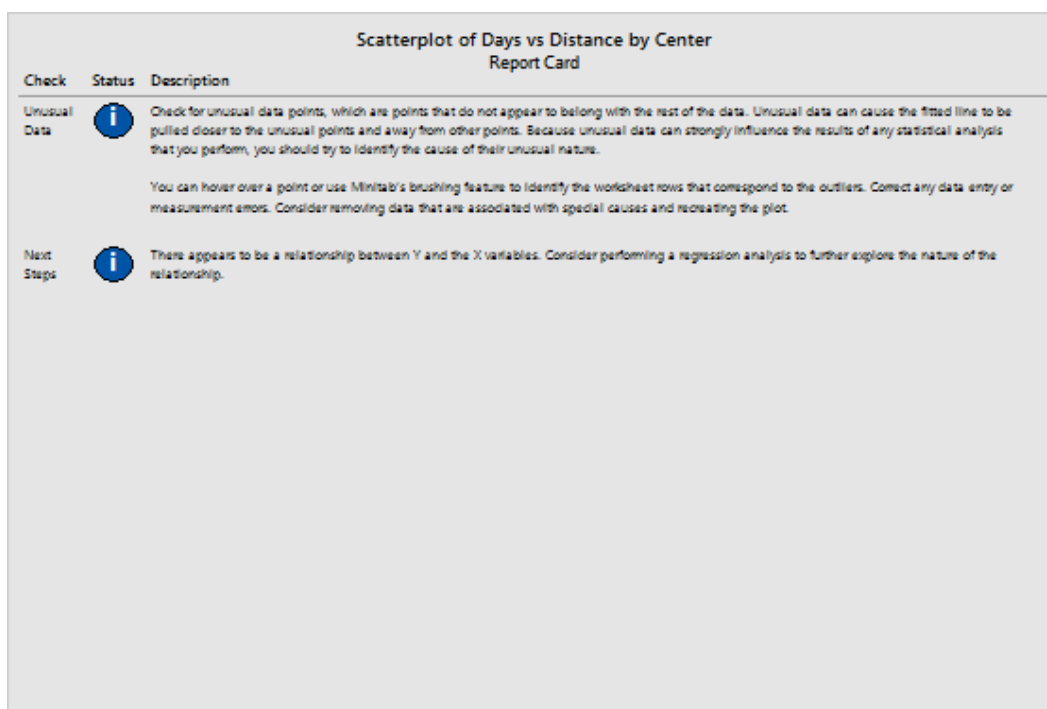 Scatterplot of Days vs Distance by Center
Report Card
Check Status Description
Unusual Data
i
Check for unusual data points, which are points that do not appear to belong with the rest of the data. Unusual data can cause the fitted line to be
pulled closer to the unusual points and away from other points. Because unusual data can strongly influence the results of any statistical analysis
that you perform, you should try to identify the cause of their unusual nature.
You can hover over a point or use Minitab's brushing feature to identify the worksheet rows that correspond to the outliers. Correct any data entry or
measurement errors. Consider removing data that are associated with special causes and recreating the plot.
Next Steps
i
There appears to be a relationship between Y and the X variables. Consider performing a regression analysis to further explore the nature of the
relationship.